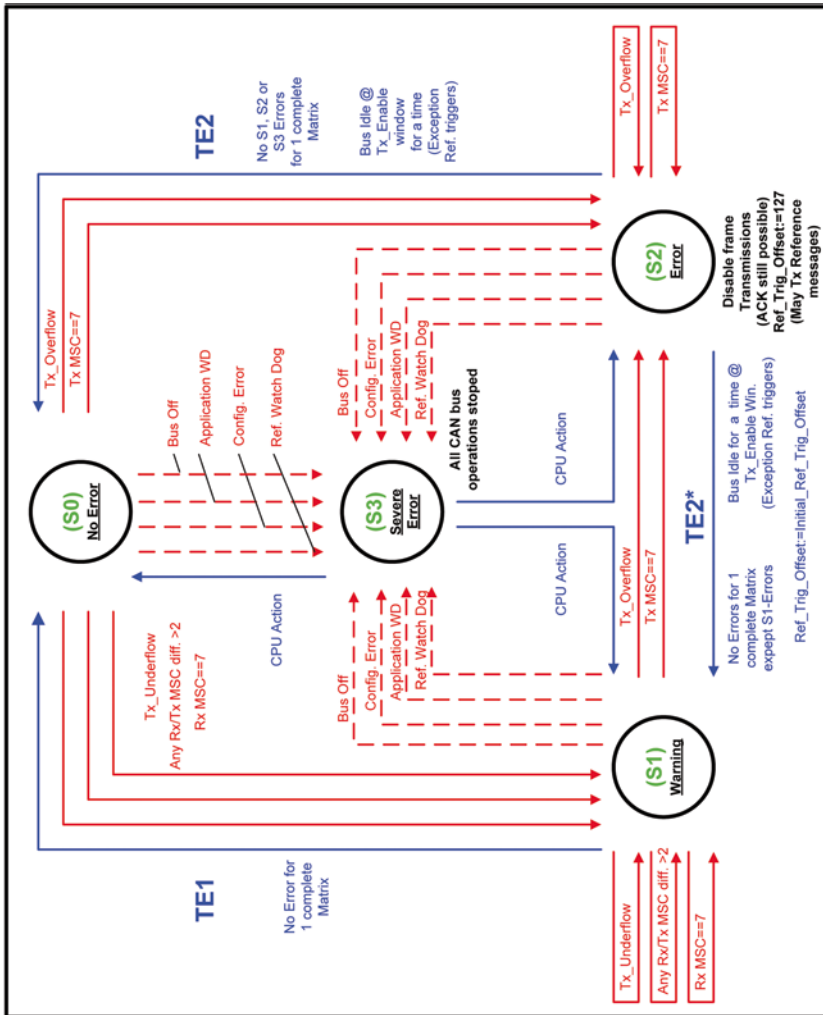 TE1
No Error for
1 complete
Matrix
Tx_Underflow
Any Rx/Tx MSC diff. >2
Rx MSC==7
(S0)
No Error
Tx_Overflow
Tx MSC==7
TE2
No S1, S2 or
S3 Errors
for 1 complete
Matrix
Bus Off
Application WD
Config. Error
Ref. Watch Dog
Bus Idle @
Tx_Enable
window
for a time
(Exception
Ref. triggers)
CPU Action
(S3)
Severe
Error
All CAN bus
operations stoped
Bus Off
Config. Error
Application WD
Ref. Watch Dog
Bus Off
Config. Error
Application WD
Ref. Watch Dog
CPU Action
CPU Action
Tx_Underflow
Any Rx/Tx MSC diff. >2
Rx MSC==7
(S1)
Warning
Tx_Overflow
Tx MSC==7
(S2)
Error
Tx_Overflow
Tx MSC==7
Disable frame
Transmissions
(ACK still possible)
Ref_Trig_Offset:=127
(May Tx Reference
messages)
TE2*
No Errors for 1
complete Matrix
expept S1-Errors
Bus Idle for a time @
Tx_Enable Win.
(Exception Ref. triggers)
Ref_Trig_Offset:=Initial_Ref_Trig_Offset